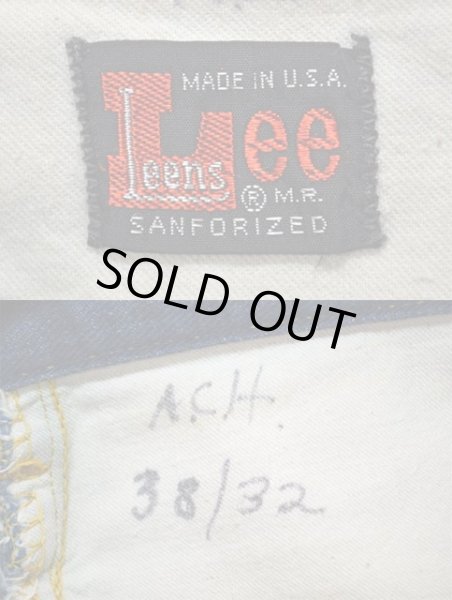 MADE IN U.S.A.
Lee
Leens
® M.R.
SANFORIZED
SOLD OUT
A.C.H.
38/32